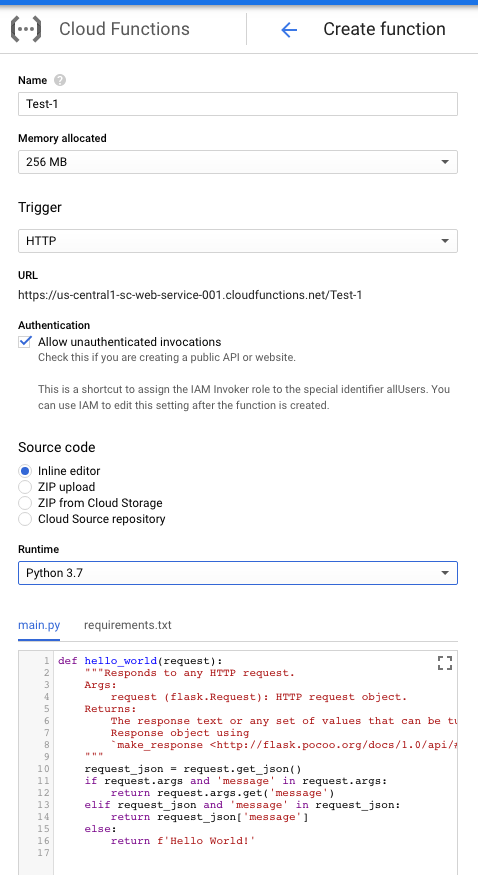 Cloud Functions
Create function
Name
Test-1
Memory allocated
256 MB
Trigger
HTTP
URL
https://us-central1-sc-web-service-001.cloudfunctions.net/Test-1
Authentication
Allow unauthenticated invocations
Check this if you are creating a public API or website.
This is a shortcut to assign the IAM Invoker role to the special identifier allUsers. You
can use IAM to edit this setting after the function is created.
Source code
Inline editor
ZIP upload
ZIP from Cloud Storage
Cloud Source repository
Runtime
Python 3.7
main.py requirements.txt
1 def hello_world(request):
2     """Responds to any HTTP request.
3     Args:
4         request (flask.Request): HTTP request object.
5     Returns:
6         The response text or any set of values that can be tu
7         Response object using
8         `make_response <http://flask.pocoo.org/docs/1.0/api/#
9     """
10     request_json = request.get_json()
11     if request.args and 'message' in request.args:
12         return request.args.get('message')
13     elif request_json and 'message' in request_json:
14         return request_json['message']
15     else:
16         return f'Hello World!'
17